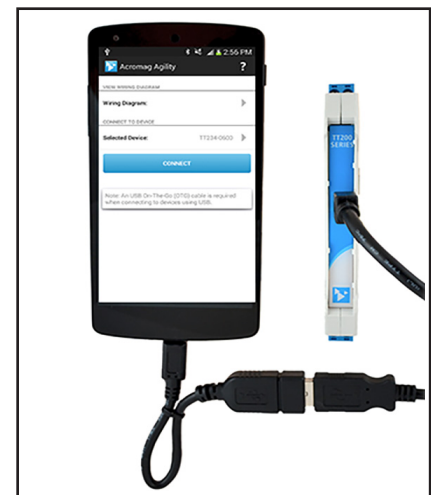 2:56 PM
Acromag Agility ?
VIEW WIRING DIAGRAM
Wiring Diagram:
CONNECT TO DEVICE
Selected Device: TT234-0600
CONNECT
Note: An USB On-The-Go (OTG) cable is required
when connecting to devices using USB.
TT200
SERIES